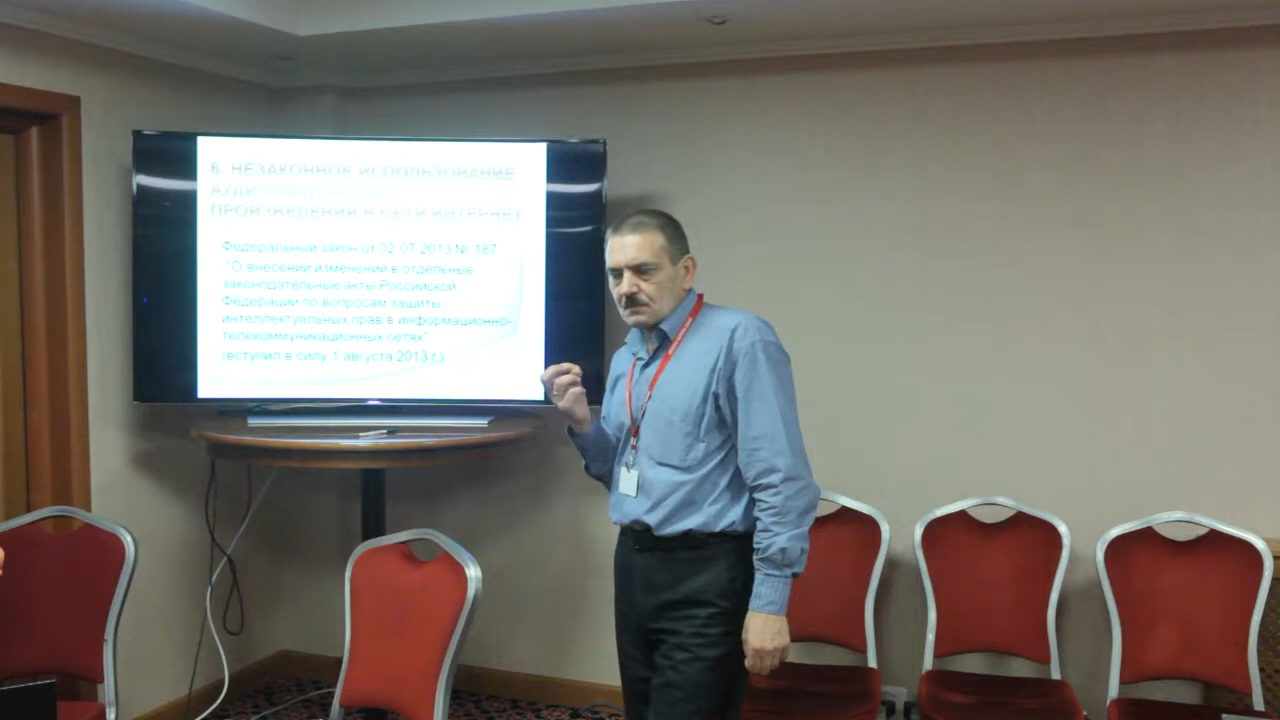 6. НЕЗАКОННОЕ ИСПОЛЬЗОВАНИЕ
АУДИ
ПРОИЗВЕДЕНИЙ В СЕТИ ИНТЕРНЕТ
Федеральный закон от 02.07.2013 № 187
"О внесении изменений в отдельные
законодательные акты Российской
Федерации по вопросам защиты
интеллектуальных прав в информационно-
телекоммуникационных сетях"
(вступил в силу 1 августа 2013 г.)